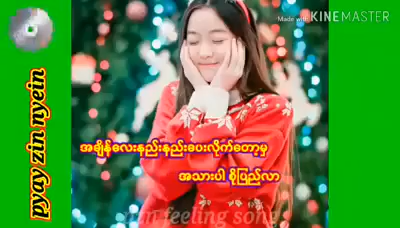 Made with KINEMASTER
pyay zin nyein
အချိန်လေးနည်းနည်းပေးလိုက်တော့မှ
အသားပါ စိုပြည်လာ
feeling song